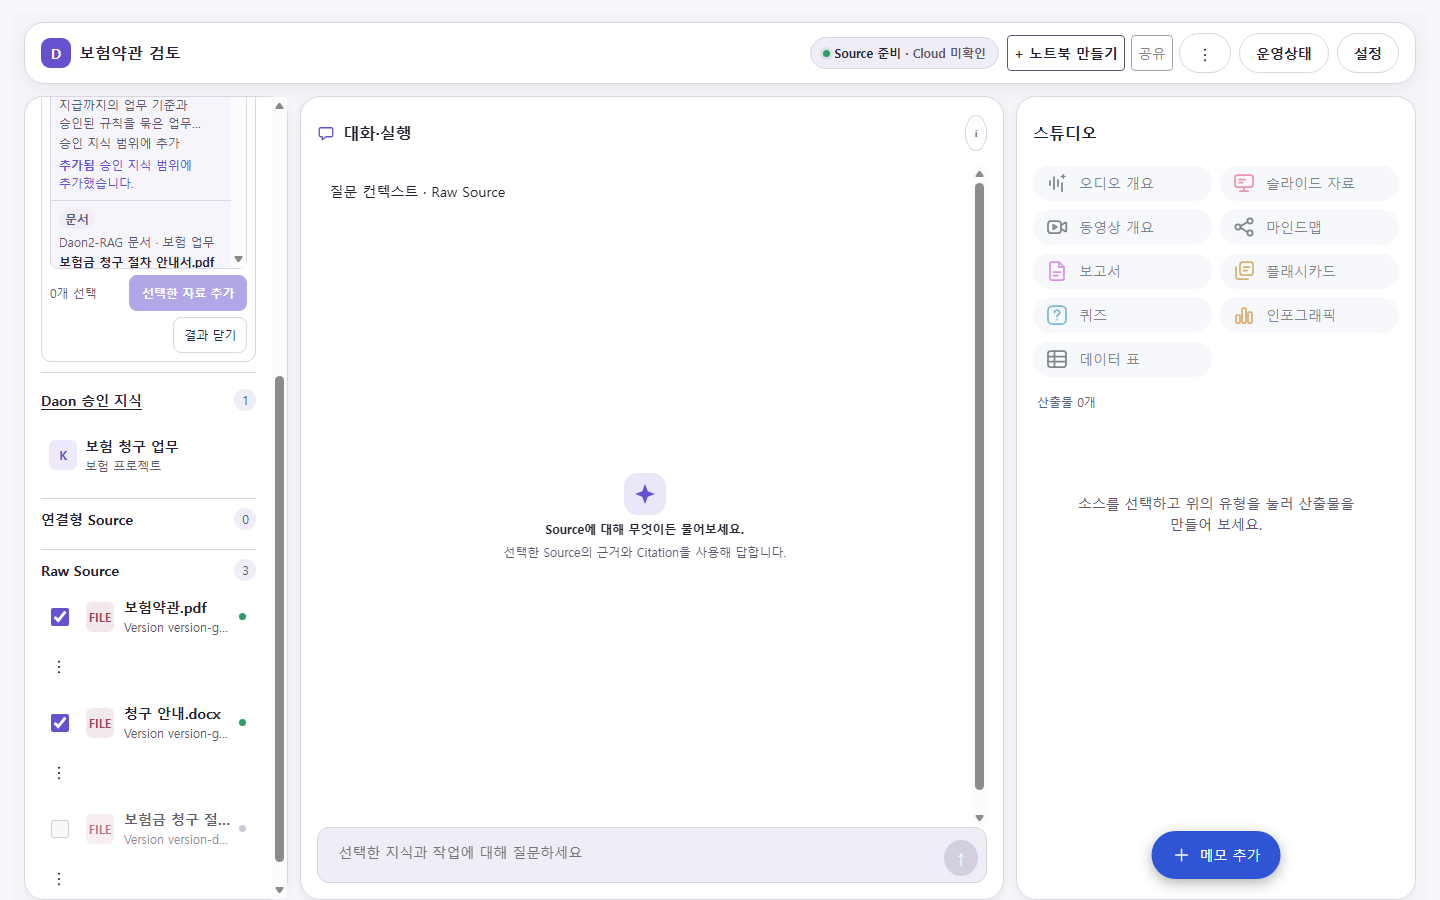 D 보험약관 검토
Source 준비 · Cloud 미확인
+ 노트북 만들기
공유
⋮
운영상태
설정
지급까지의 업무 기준과
승인된 규칙을 묶은 업무...
승인 지식 범위에 추가
추가됨 승인 지식 범위에
추가했습니다.
문서
Daon2-RAG 문서 · 보험 업무
보험금 청구 절차 안내서.pdf
0개 선택
선택한 자료 추가
결과 닫기
Daon 승인 지식
1
K
보험 청구 업무
보험 프로젝트
연결형 Source
0
Raw Source
3
FILE
보험약관.pdf
Version version-g...
⋮
FILE
청구 안내.docx
Version version-g...
⋮
FILE
보험금 청구 절...
Version version-d...
⋮
대화·실행
i
질문 컨텍스트 · Raw Source
Source에 대해 무엇이든 물어보세요.
선택한 Source의 근거와 Citation을 사용해 답합니다.
선택한 지식과 작업에 대해 질문하세요
↑
스튜디오
오디오 개요
슬라이드 자료
동영상 개요
마인드맵
보고서
플래시카드
퀴즈
인포그래픽
데이터 표
산출물 0개
소스를 선택하고 위의 유형을 눌러 산출물을
만들어 보세요.
+ 메모 추가